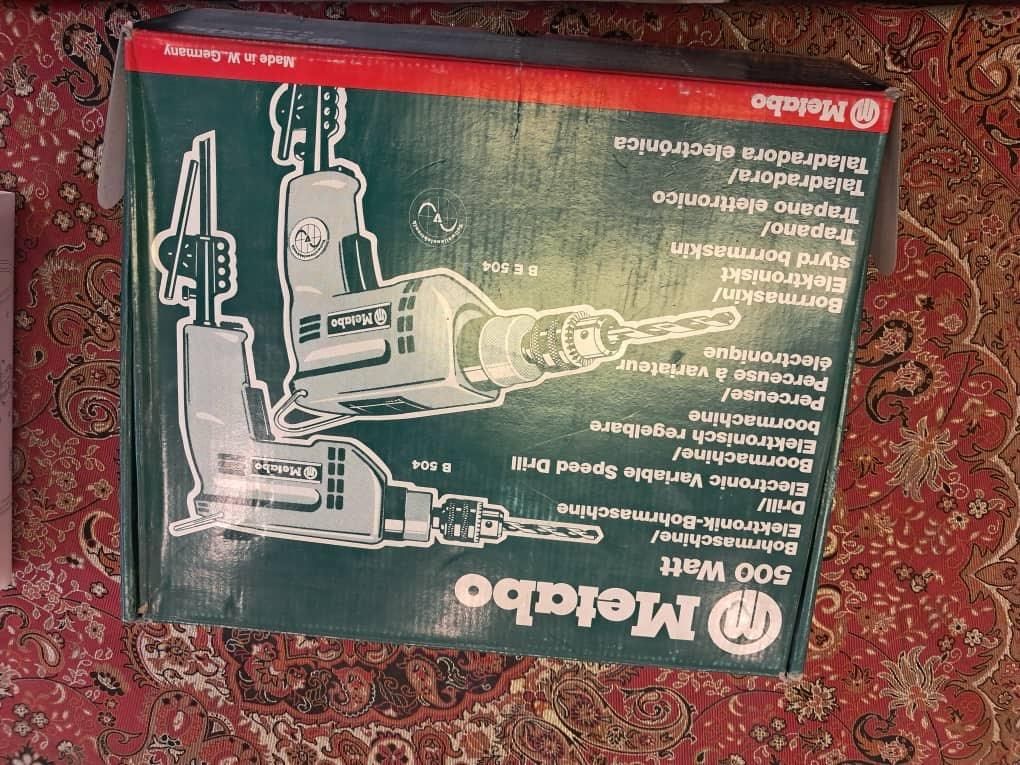 Metabo
500 Watt
Bohrmaschine/
Elektronik-Bohrmaschine
Drill/
Electronic Variable Speed Drill
Boormachine/
Elektronisch regelbare
boormachine
Perceuse/
Perceuse à variateur
électronique
Borrmaskin/
Elektroniskt
styrd borrmaskin
Trapano/
Trapano elettronico
Taladradora/
Taladradora electrónica
B 504
Metabo
B E 504
Metabo
Metabo
Made in W.-Germany